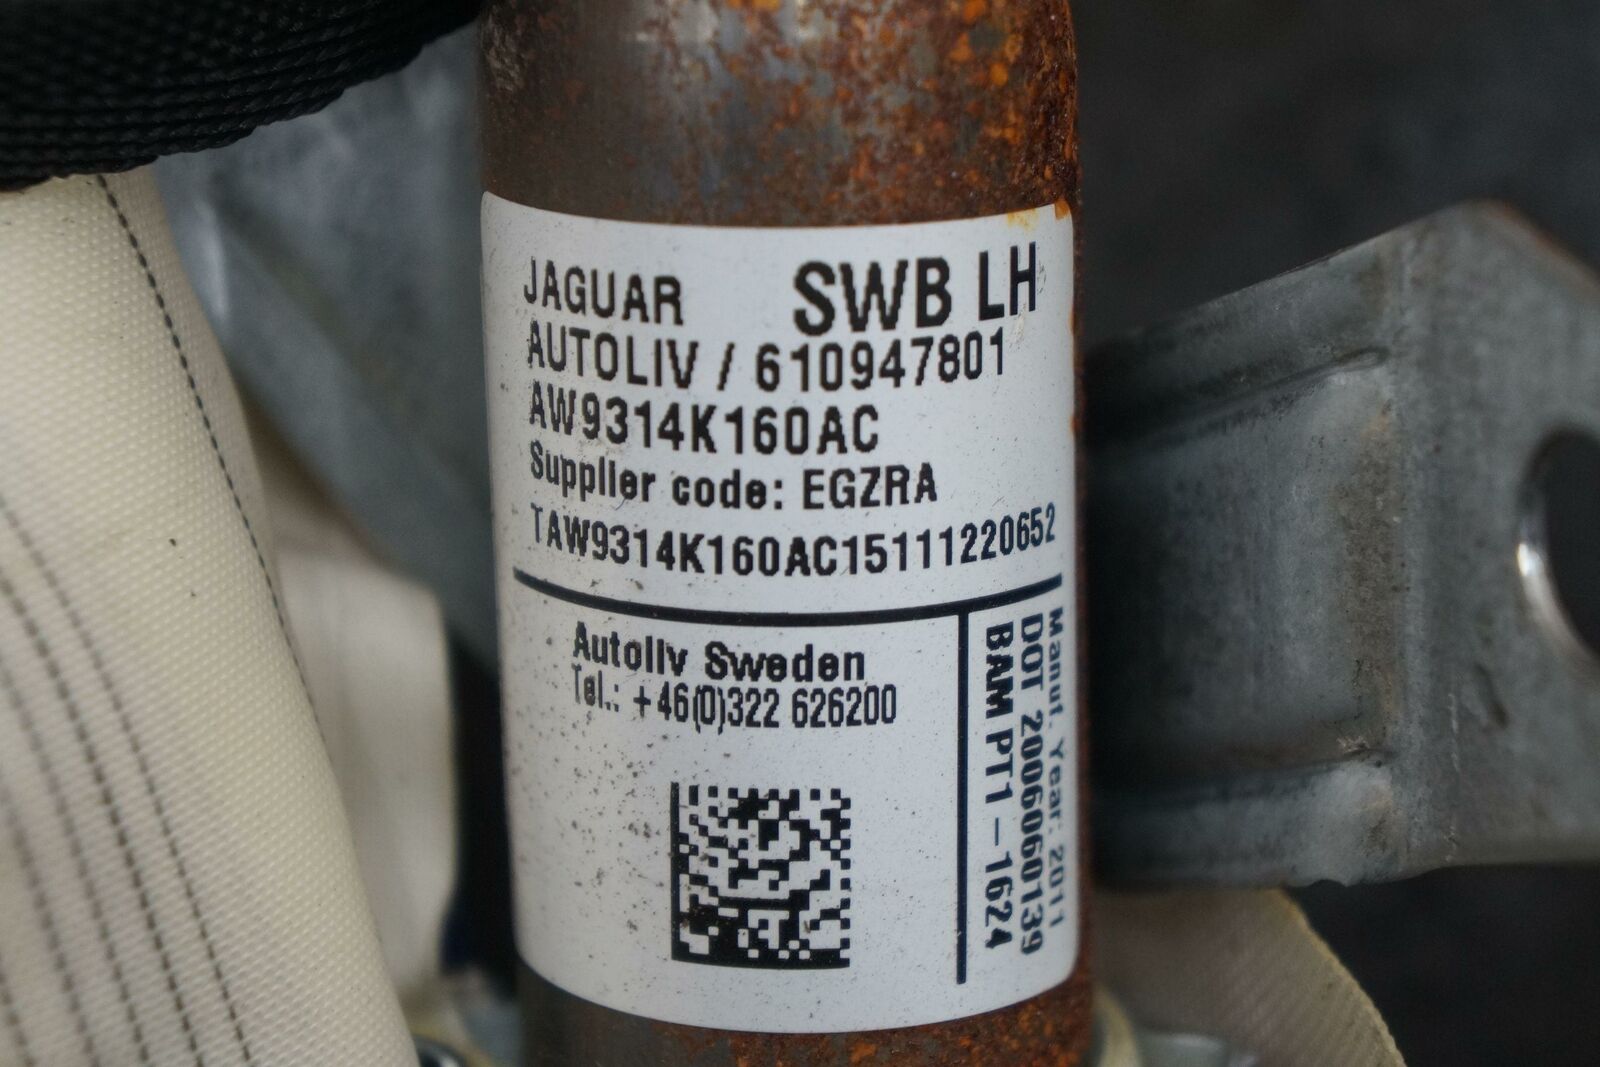 JAGUAR SWB LH
AUTOLIV / 610947801
AW9314K160AC
Supplier code: EGZRA
TAW9314K160AC15111220652
Autoliv Sweden
Tel.: +46(0)322 626200
Manuf. Year: 2011
DOT 2006060139
BAM PT1 - 1624